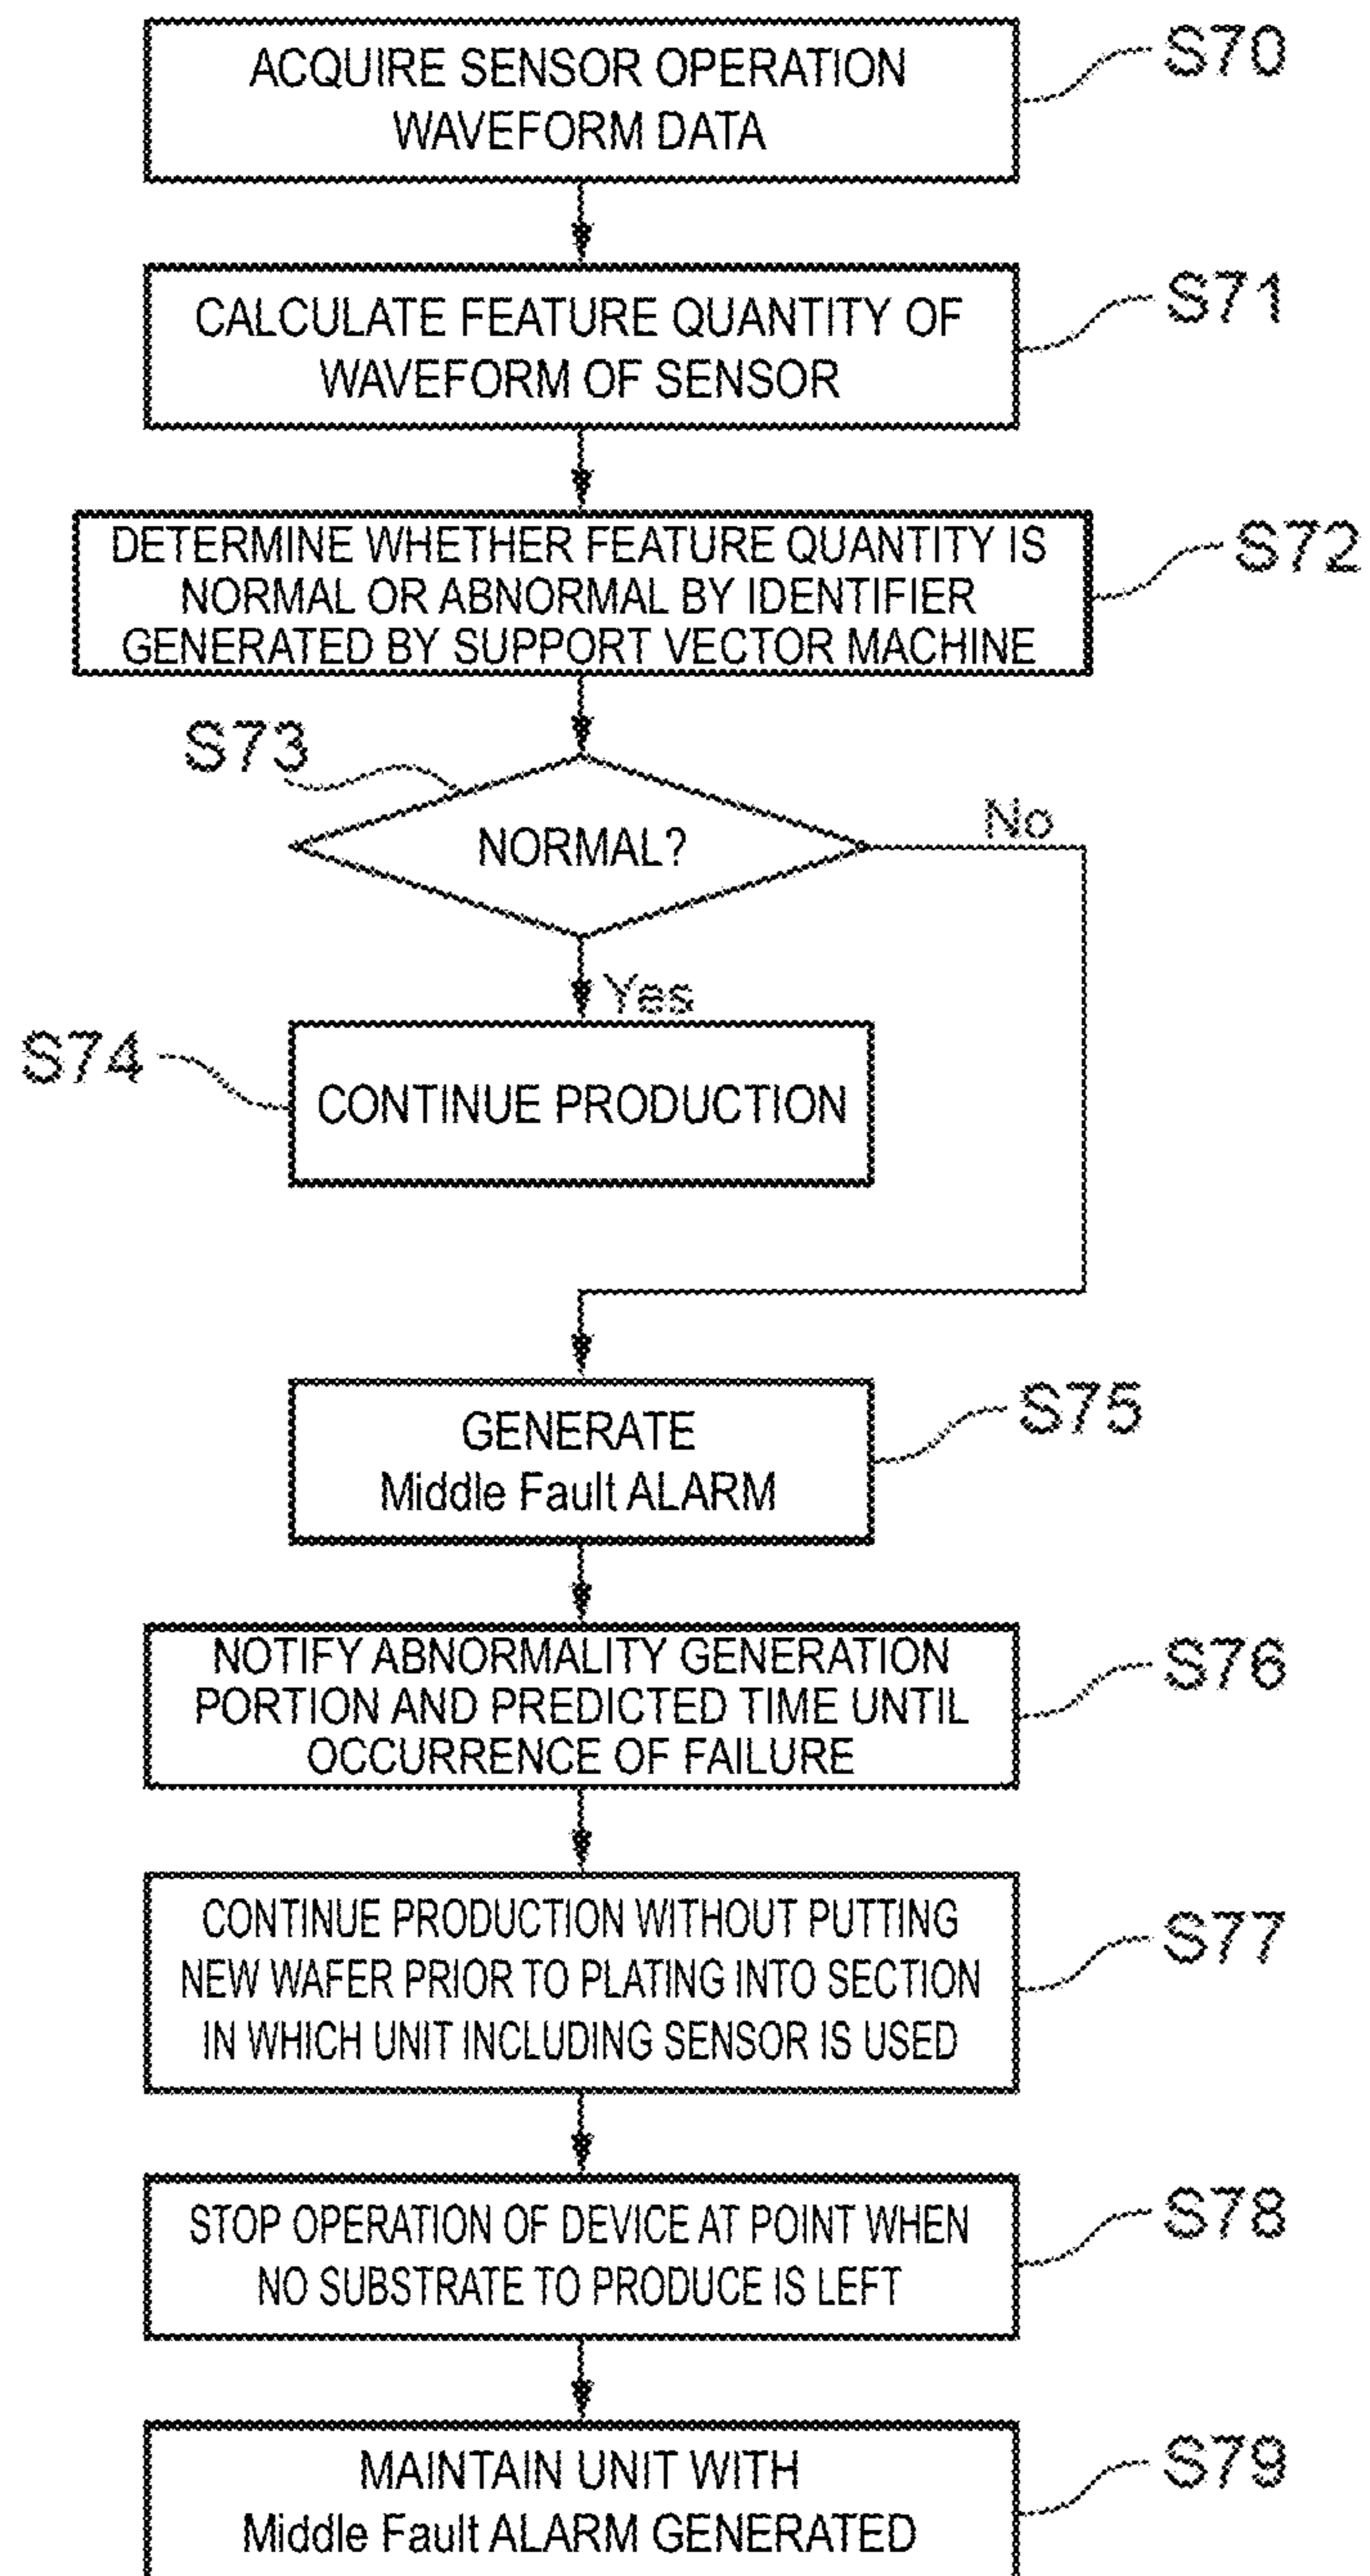 ACQUIRE SENSOR OPERATION
WAVEFORM DATA
S70
CALCULATE FEATURE QUANTITY OF
WAVEFORM OF SENSOR
S71
DETERMINE WHETHER FEATURE QUANTITY IS
NORMAL OR ABNORMAL BY IDENTIFIER
GENERATED BY SUPPORT VECTOR MACHINE
S72
S73
NORMAL?
No
Yes
S74
CONTINUE PRODUCTION
GENERATE
Middle Fault ALARM
S75
NOTIFY ABNORMALITY GENERATION
PORTION AND PREDICTED TIME UNTIL
OCCURRENCE OF FAILURE
S76
CONTINUE PRODUCTION WITHOUT PUTTING
NEW WAFER PRIOR TO PLATING INTO SECTION
IN WHICH UNIT INCLUDING SENSOR IS USED
S77
STOP OPERATION OF DEVICE AT POINT WHEN
NO SUBSTRATE TO PRODUCE IS LEFT
S78
MAINTAIN UNIT WITH
Middle Fault ALARM GENERATED
S79